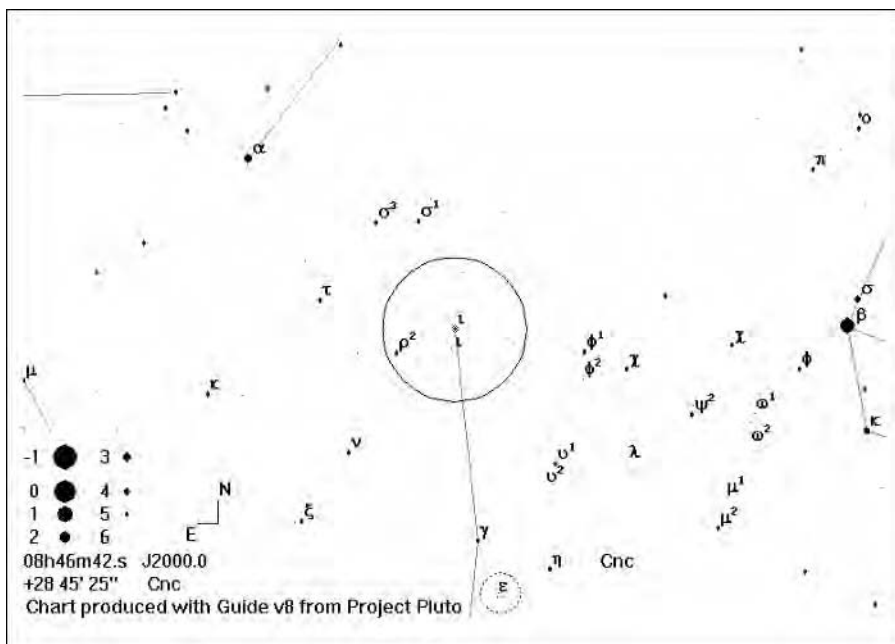 ο
α
π
σ³ σ¹
τ
σ
β
ι
ι
ρ²
φ¹
χ
χ
φ
φ²
μ
κ
ψ²
ω¹
κ
ω²
ν
υ¹
λ
υ²
-1 3
0 4
1 5
2 6
N
E
ξ
μ¹
μ²
γ
η Cnc
ε
08h46m42.s J2000.0
+28 45' 25" Cnc
Chart produced with Guide v8 from Project Pluto